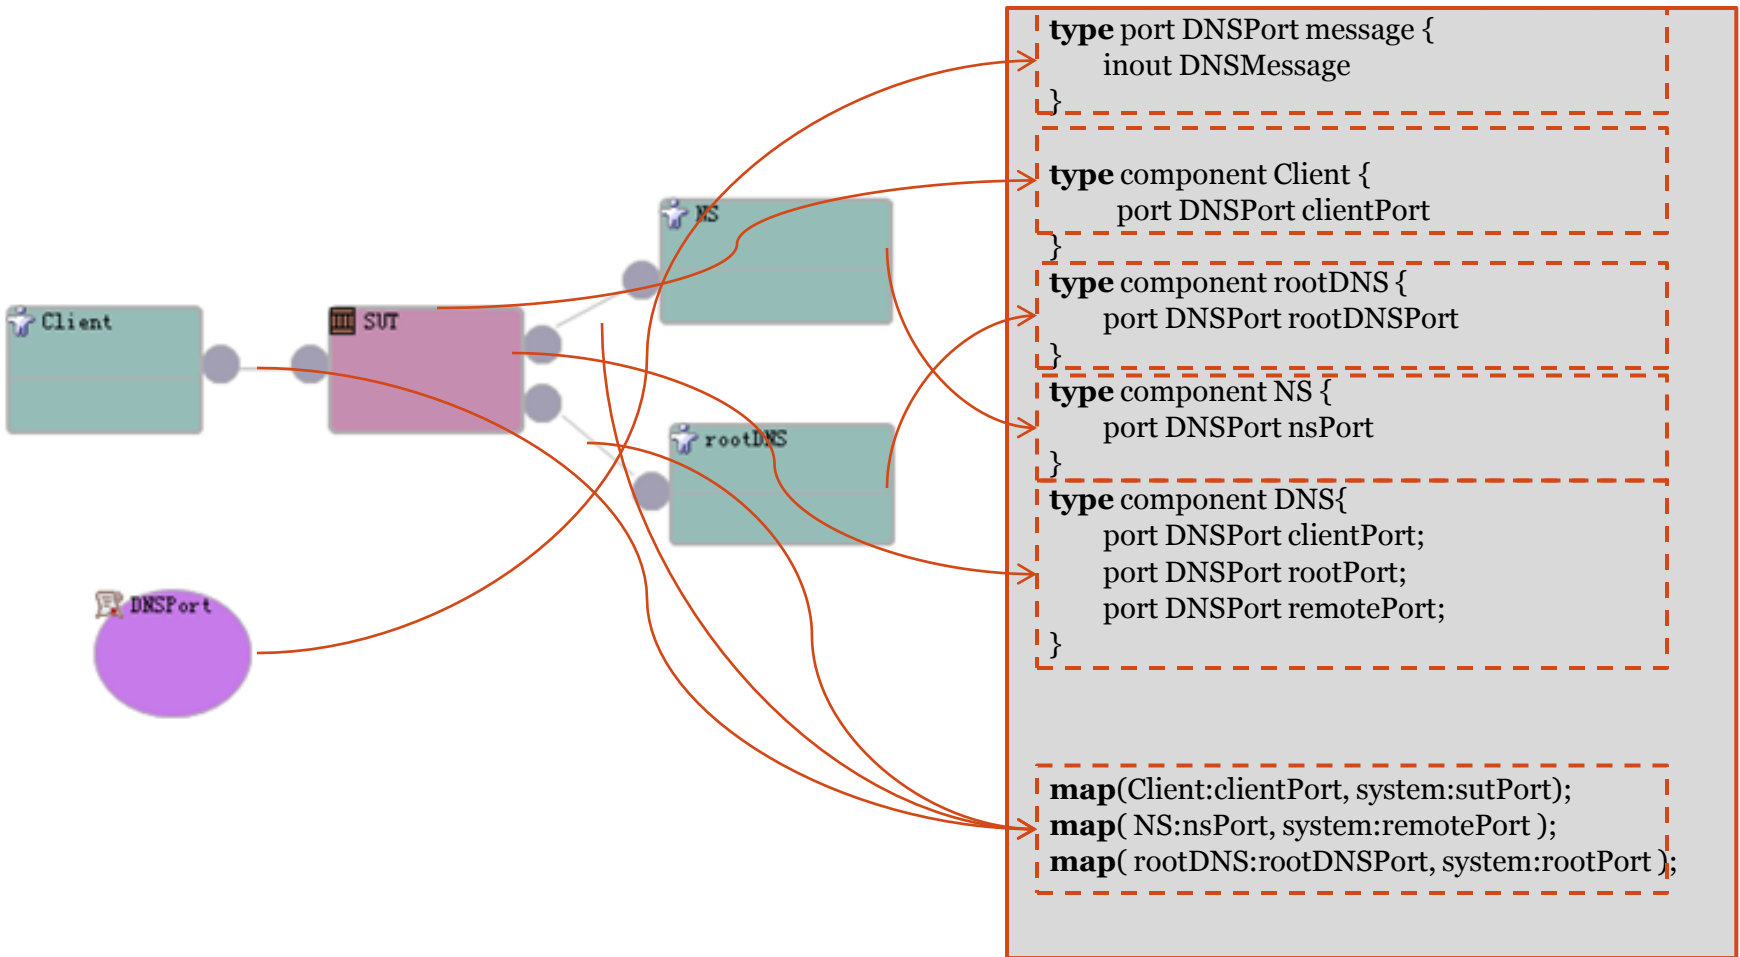 Client
SUT
NS
rootDNS
DNSPort
type port DNSPort message {
inout DNSMessage
}
type component Client {
port DNSPort clientPort
}
type component rootDNS {
port DNSPort rootDNSPort
}
type component NS {
port DNSPort nsPort
}
type component DNS{
port DNSPort clientPort;
port DNSPort rootPort;
port DNSPort remotePort;
}
map(Client:clientPort, system:sutPort);
map( NS:nsPort, system:remotePort );
map( rootDNS:rootDNSPort, system:rootPort );